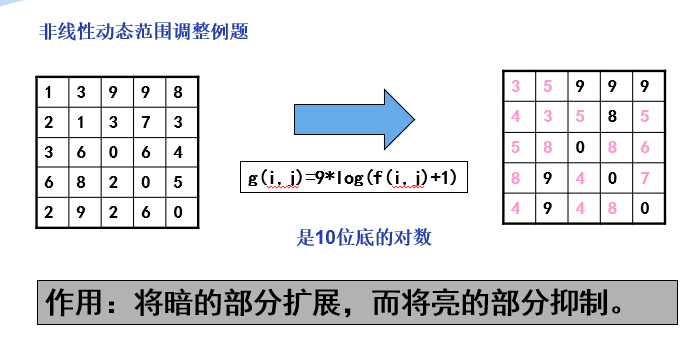 非线性动态范围调整例题
1 3 9 9 8
2 1 3 7 3
3 6 0 6 4
6 8 2 0 5
2 9 2 6 0
g(i,j)=9*log(f(i,j)+1)
是10位底的对数
3 5 9 9 9
4 3 5 8 5
5 8 0 8 6
8 9 4 0 7
4 9 4 8 0
作用：将暗的部分扩展，而将亮的部分抑制。